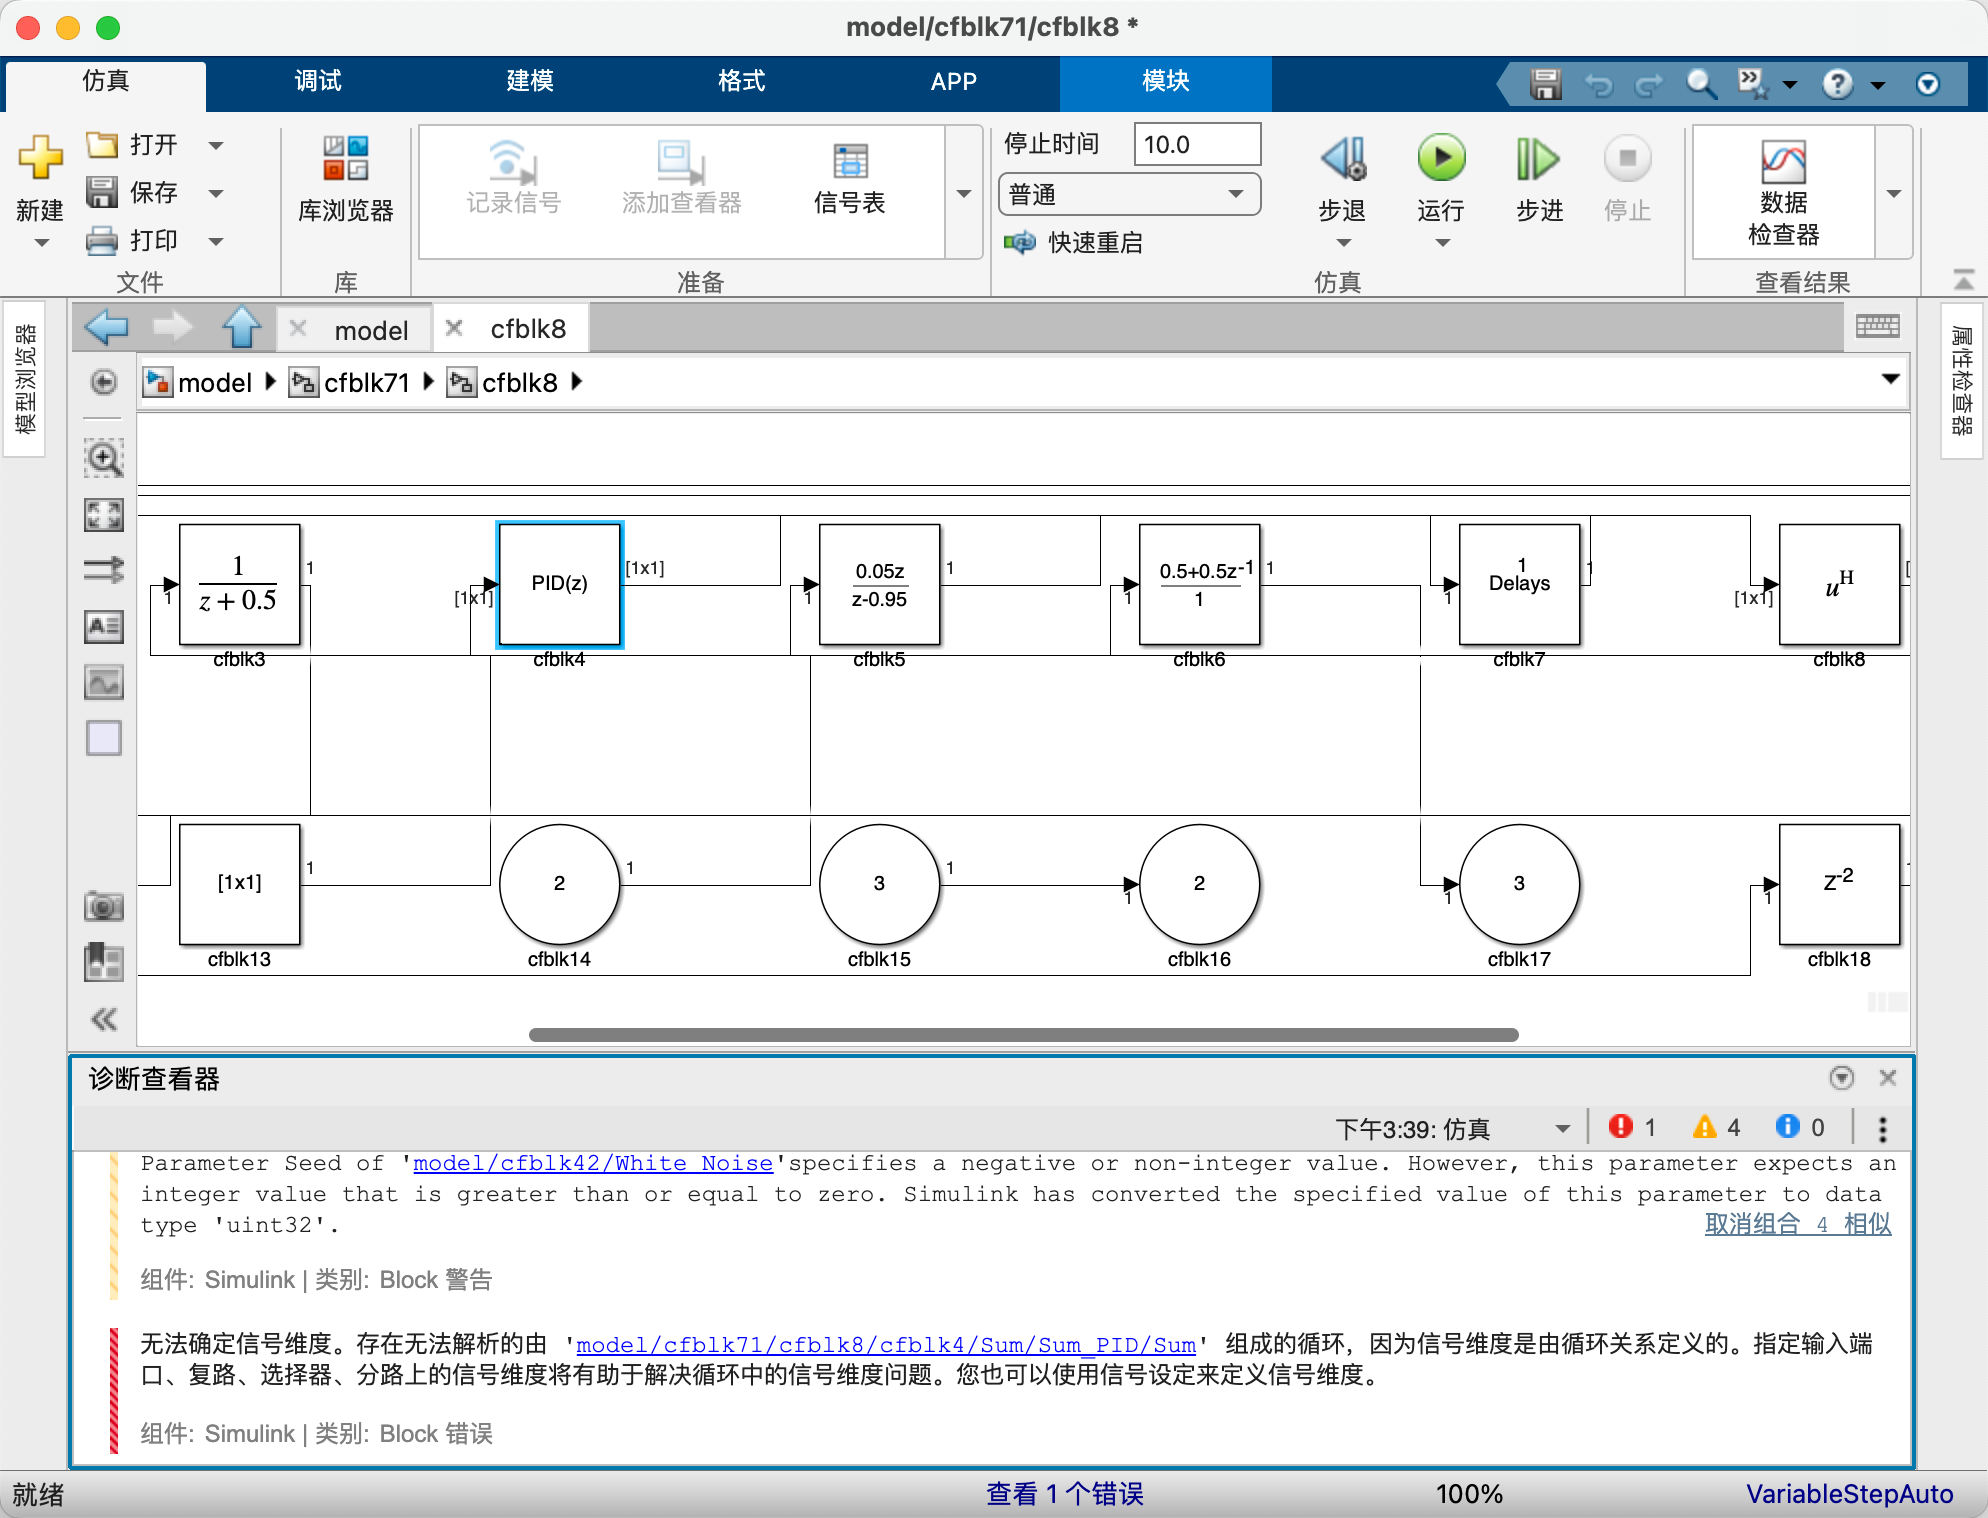 model/cfblk71/cfblk8 *
仿真 调试 建模 格式 APP 模块
新建
打开
保存
打印
文件
库浏览器
库
记录信号 添加查看器 信号表
准备
停止时间 10.0
普通
快速重启
步退 运行 步进 停止
仿真
数据
检查器
查看结果
模型浏览器
属性检查器
model cfblk8
model cfblk71 cfblk8
1
z + 0.5
1
1
cfblk3
[1x1]
PID(z)
[1x1]
cfblk4
1
0.05z
z-0.95
1
cfblk5
1
0.5+0.5z-1
1
1
cfblk6
1
1
Delays
1
cfblk7
[1x1]
uH
[
cfblk8
[1x1]
1
cfblk13
2
1
cfblk14
3
1
cfblk15
1
2
cfblk16
1
3
cfblk17
1
z-2
cfblk18
诊断查看器
下午3:39: 仿真 1 4 0
Parameter Seed of 'model/cfblk42/White Noise'specifies a negative or non-integer value. However, this parameter expects an
integer value that is greater than or equal to zero. Simulink has converted the specified value of this parameter to data
type 'uint32'.
取消组合 4 相似
组件: Simulink | 类别: Block 警告
无法确定信号维度。存在无法解析的由 'model/cfblk71/cfblk8/cfblk4/Sum/Sum_PID/Sum' 组成的循环，因为信号维度是由循环关系定义的。指定输入端
口、复路、选择器、分路上的信号维度将有助于解决循环中的信号维度问题。您也可以使用信号设定来定义信号维度。
组件: Simulink | 类别: Block 错误
就绪 查看 1 个错误 100% VariableStepAuto